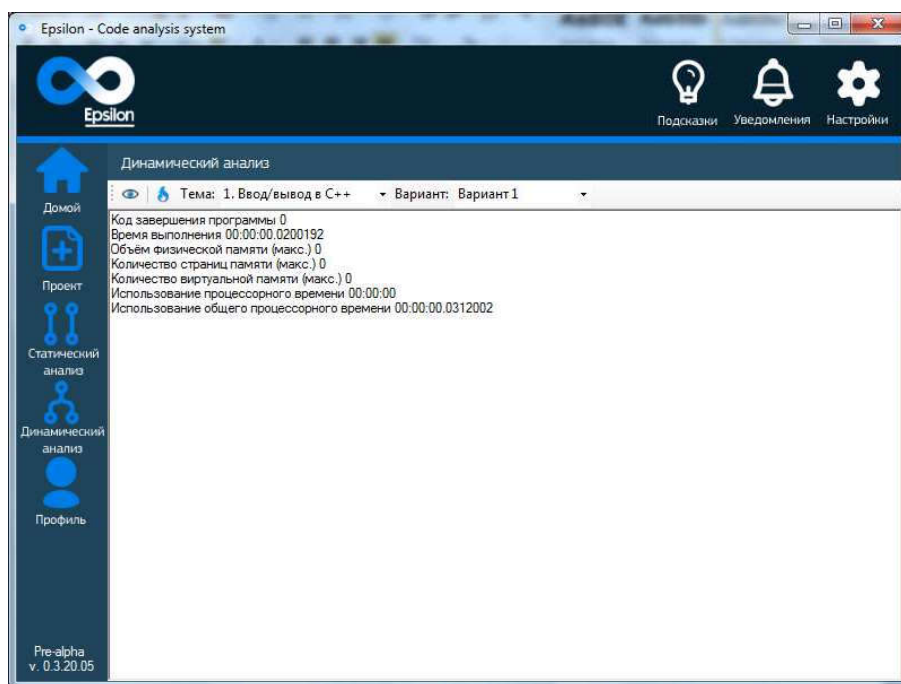 Epsilon - Code analysis system
Epsilon
Подсказки
Уведомления
Настройки
Домой
Проект
Статический
анализ
Динамический
анализ
Профиль
Pre-alpha
v. 0.3.20.05
Динамический анализ
Тема: 1. Ввод/вывод в C++ Вариант: Вариант 1
Код завершения программы 0
Время выполнения 00:00:00.0200192
Объём физической памяти (макс.) 0
Количество страниц памяти (макс.) 0
Количество виртуальной памяти (макс.) 0
Использование процессорного времени 00:00:00
Использование общего процессорного времени 00:00:00.0312002